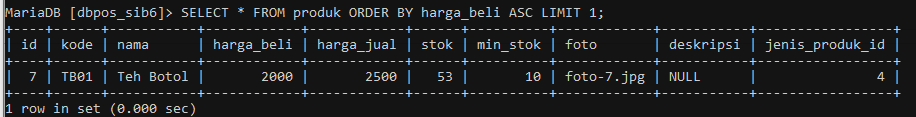 MariaDB [dbpos_sib6]> SELECT * FROM produk ORDER BY harga_beli ASC LIMIT 1;
+----+------+-----------+------------+------------+------+----------+------------+-----------+-----------------+
| id | kode | nama      | harga_beli | harga_jual | stok | min_stok | foto       | deskripsi | jenis_produk_id |
+----+------+-----------+------------+------------+------+----------+------------+-----------+-----------------+
|  7 | TB01 | Teh Botol |       2000 |       2500 |   53 |       10 | foto-7.jpg | NULL      |               4 |
+----+------+-----------+------------+------------+------+----------+------------+-----------+-----------------+
1 row in set (0.000 sec)